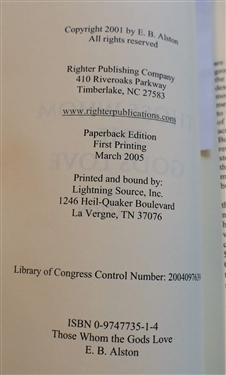 Copyright 2001 by E. B. Alston
All rights reserved
Righter Publishing Company
410 Riveroaks Parkway
Timberlake, NC 27583
www.righterpublications.com
Paperback Edition
First Printing
March 2005
Printed and bound by:
Lightning Source, Inc.
1246 Heil-Quaker Boulevard
La Vergne, TN 37076
Library of Congress Control Number:
ISBN 0-9747735-1-4
Those Whom the Gods Love
E. B. Alston